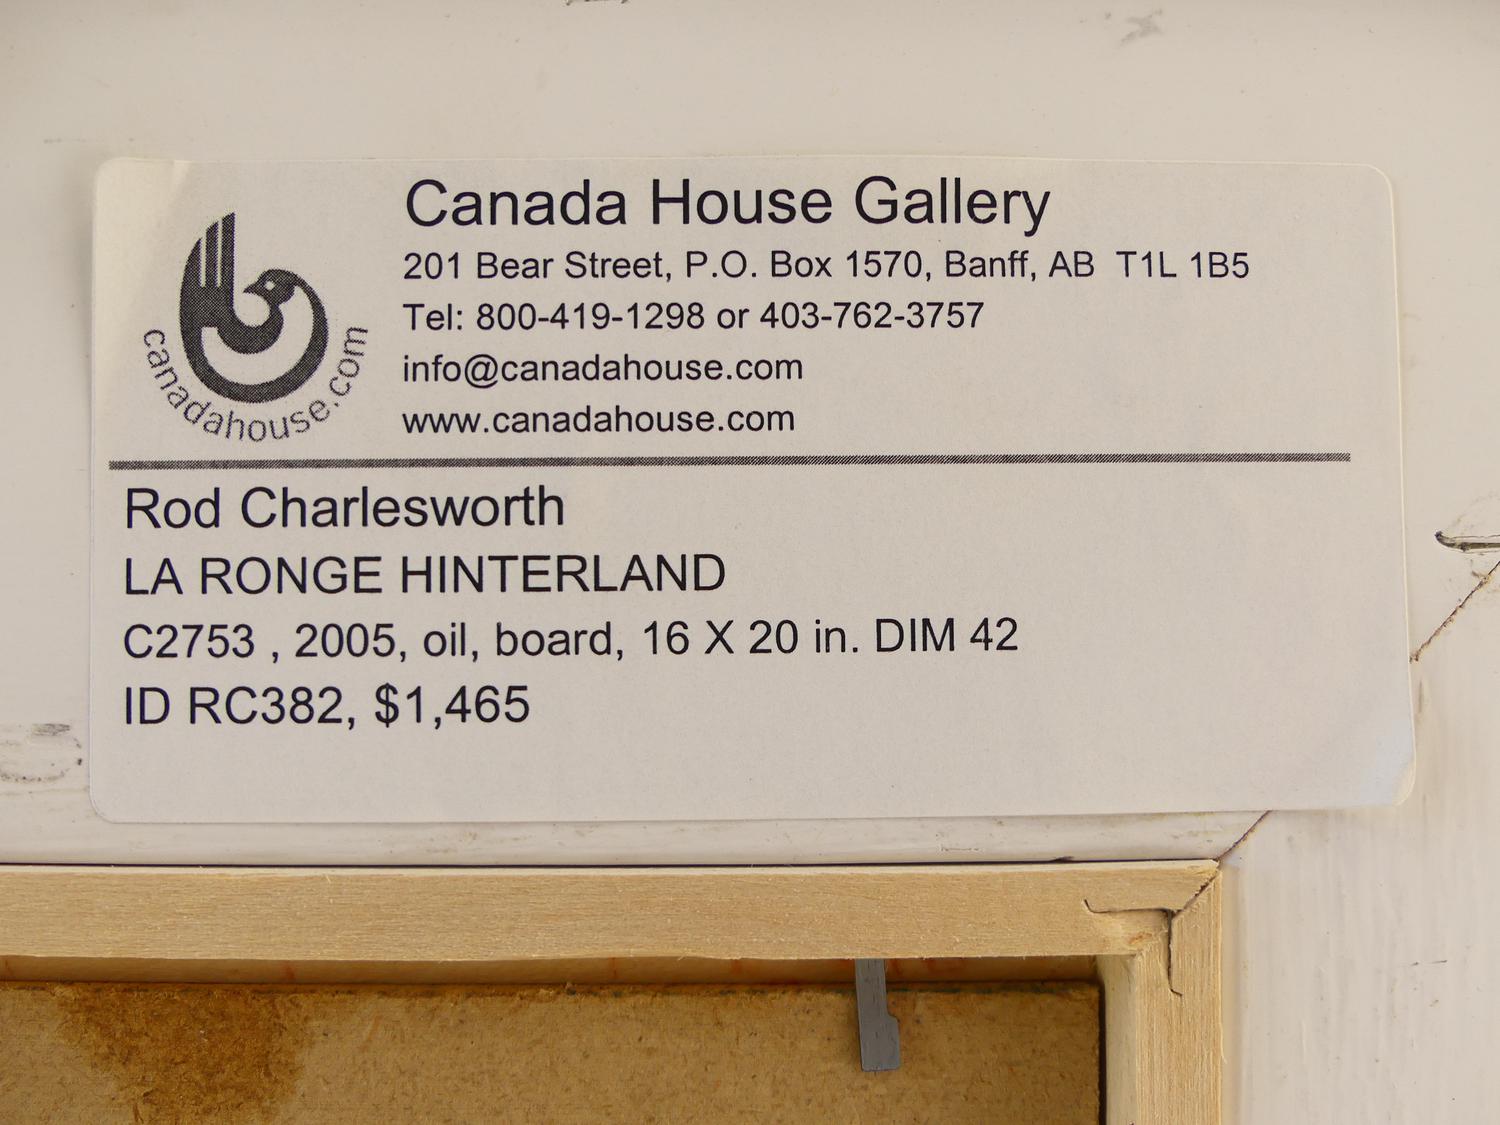 Canada House Gallery
201 Bear Street, P.O. Box 1570, Banff, AB  T1L 1B5
Tel: 800-419-1298 or 403-762-3757
info@canadahouse.com
www.canadahouse.com
canadahouse.com
Rod Charlesworth
LA RONGE HINTERLAND
C2753 , 2005, oil, board, 16 X 20 in. DIM 42
ID RC382, $1,465